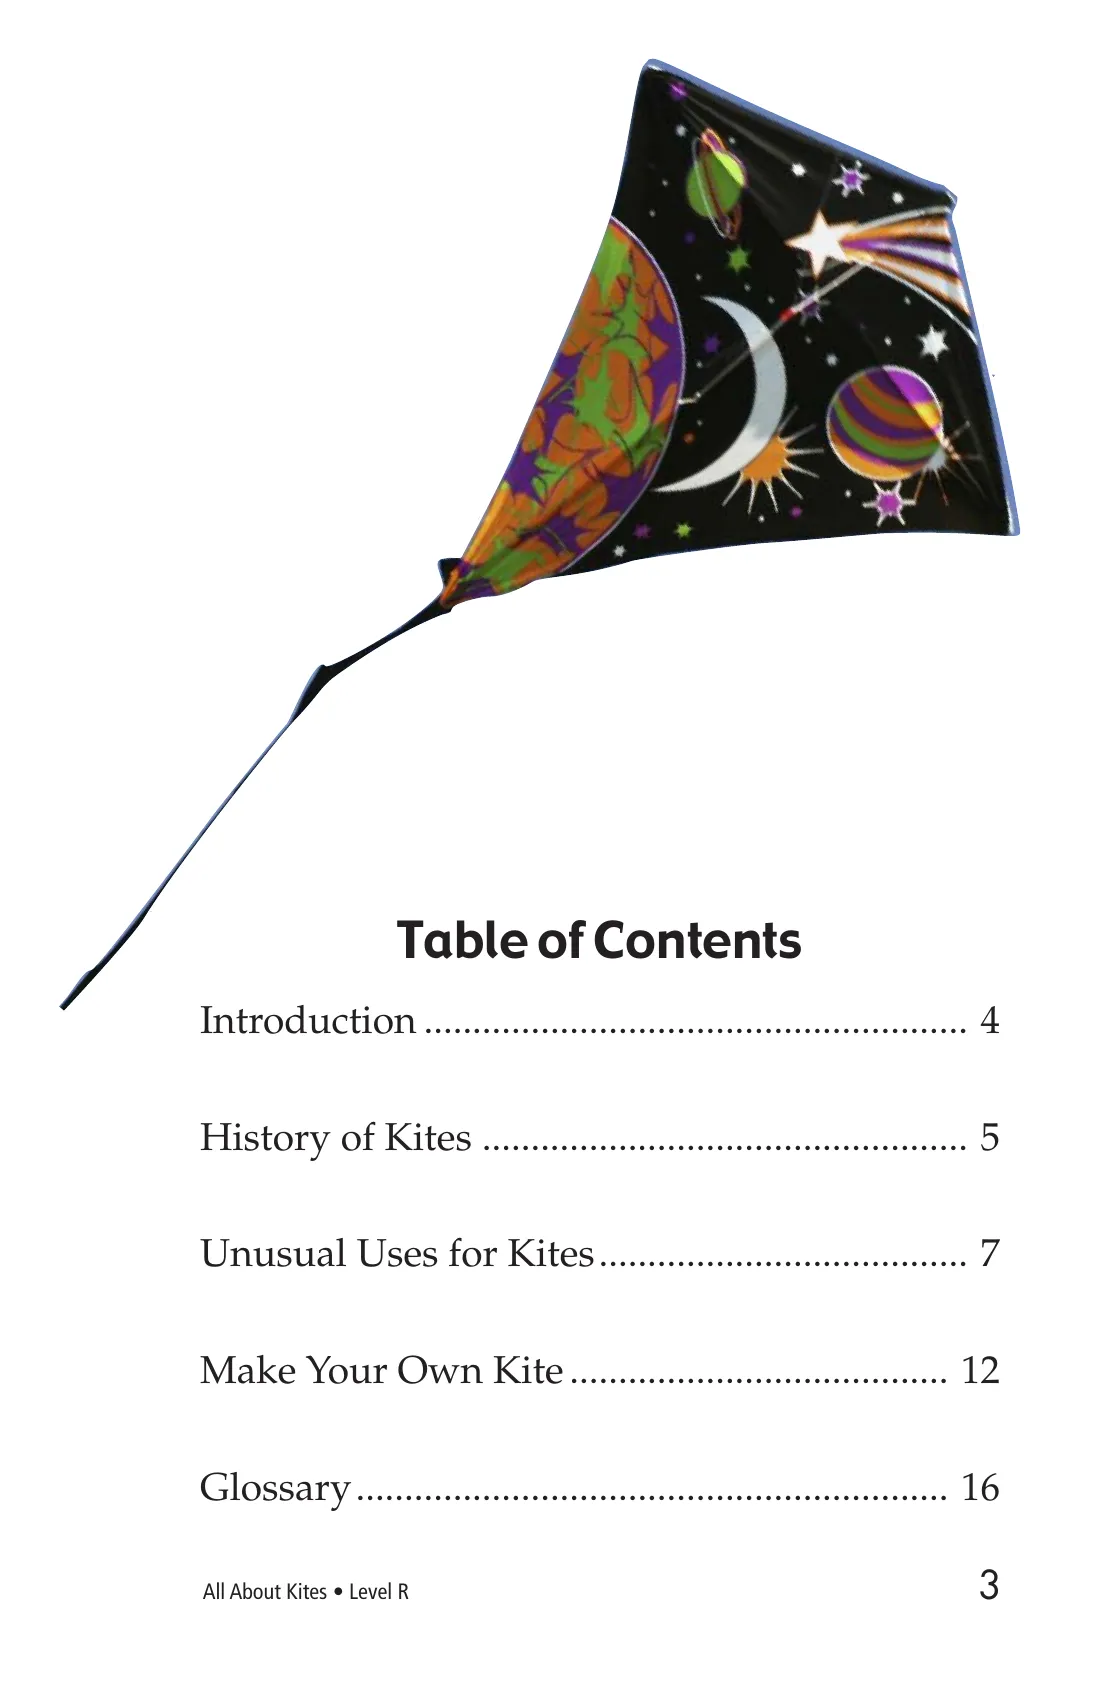 Table of Contents
Introduction ........................................................ 4
History of Kites .................................................. 5
Unusual Uses for Kites...................................... 7
Make Your Own Kite....................................... 12
Glossary............................................................. 16
All About Kites • Level R
3